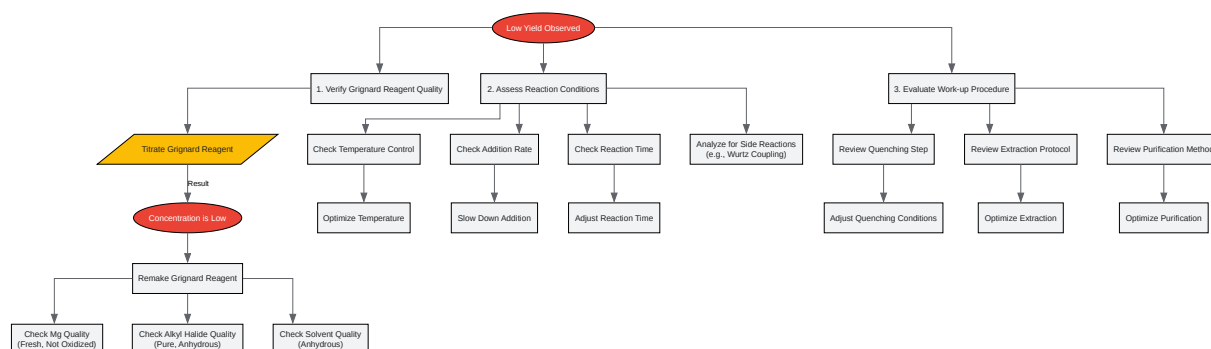 Low Yield Observed
1. Verify Grignard Reagent Quality
2. Assess Reaction Conditions
3. Evaluate Work-up Procedure
Titrate Grignard Reagent
Check Temperature Control
Check Addition Rate
Check Reaction Time
Analyze for Side Reactions
(e.g., Wurtz Coupling)
Review Quenching Step
Review Extraction Protocol
Review Purification Method
Result
Concentration is Low
Optimize Temperature
Slow Down Addition
Adjust Reaction Time
Adjust Quenching Conditions
Optimize Extraction
Optimize Purification
Remake Grignard Reagent
Check Mg Quality
(Fresh, Not Oxidized)
Check Alkyl Halide Quality
(Pure, Anhydrous)
Check Solvent Quality
(Anhydrous)